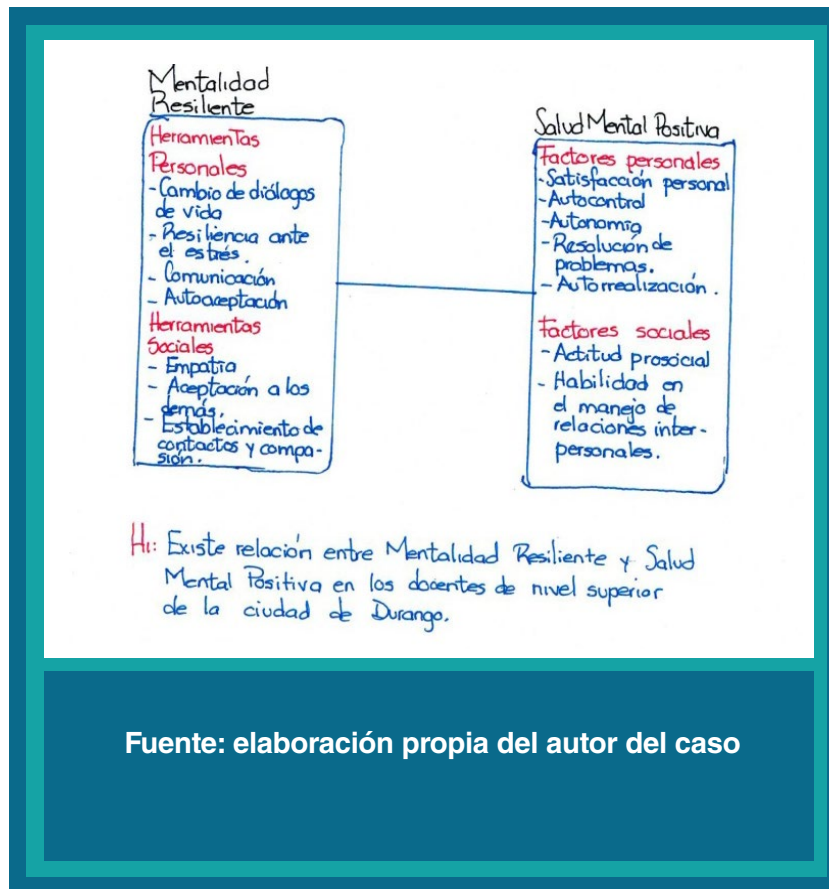 Mentalidad
Resiliente
Herramientas
Personales
- Cambio de diálogos
de vida
- Resiliencia ante
el estrés.
- Comunicación
- Autoaceptación
Herramientas
Sociales
- Empatía
- Aceptación a los
demás.
- Establecimiento de
contactos y compa-
sión.
Salud Mental Positiva
Factores personales
- Satisfacción personal
- Autocontrol
- Autonomía
- Resolución de
problemas.
- Autorrealización.
Factores sociales
- Actitud prosocial
- Habilidad en
el manejo de
relaciones inter-
personales.
Hi: Existe relación entre Mentalidad Resiliente y Salud
Mental Positiva en los docentes de nivel superior
de la ciudad de Durango.
Fuente: elaboración propia del autor del caso